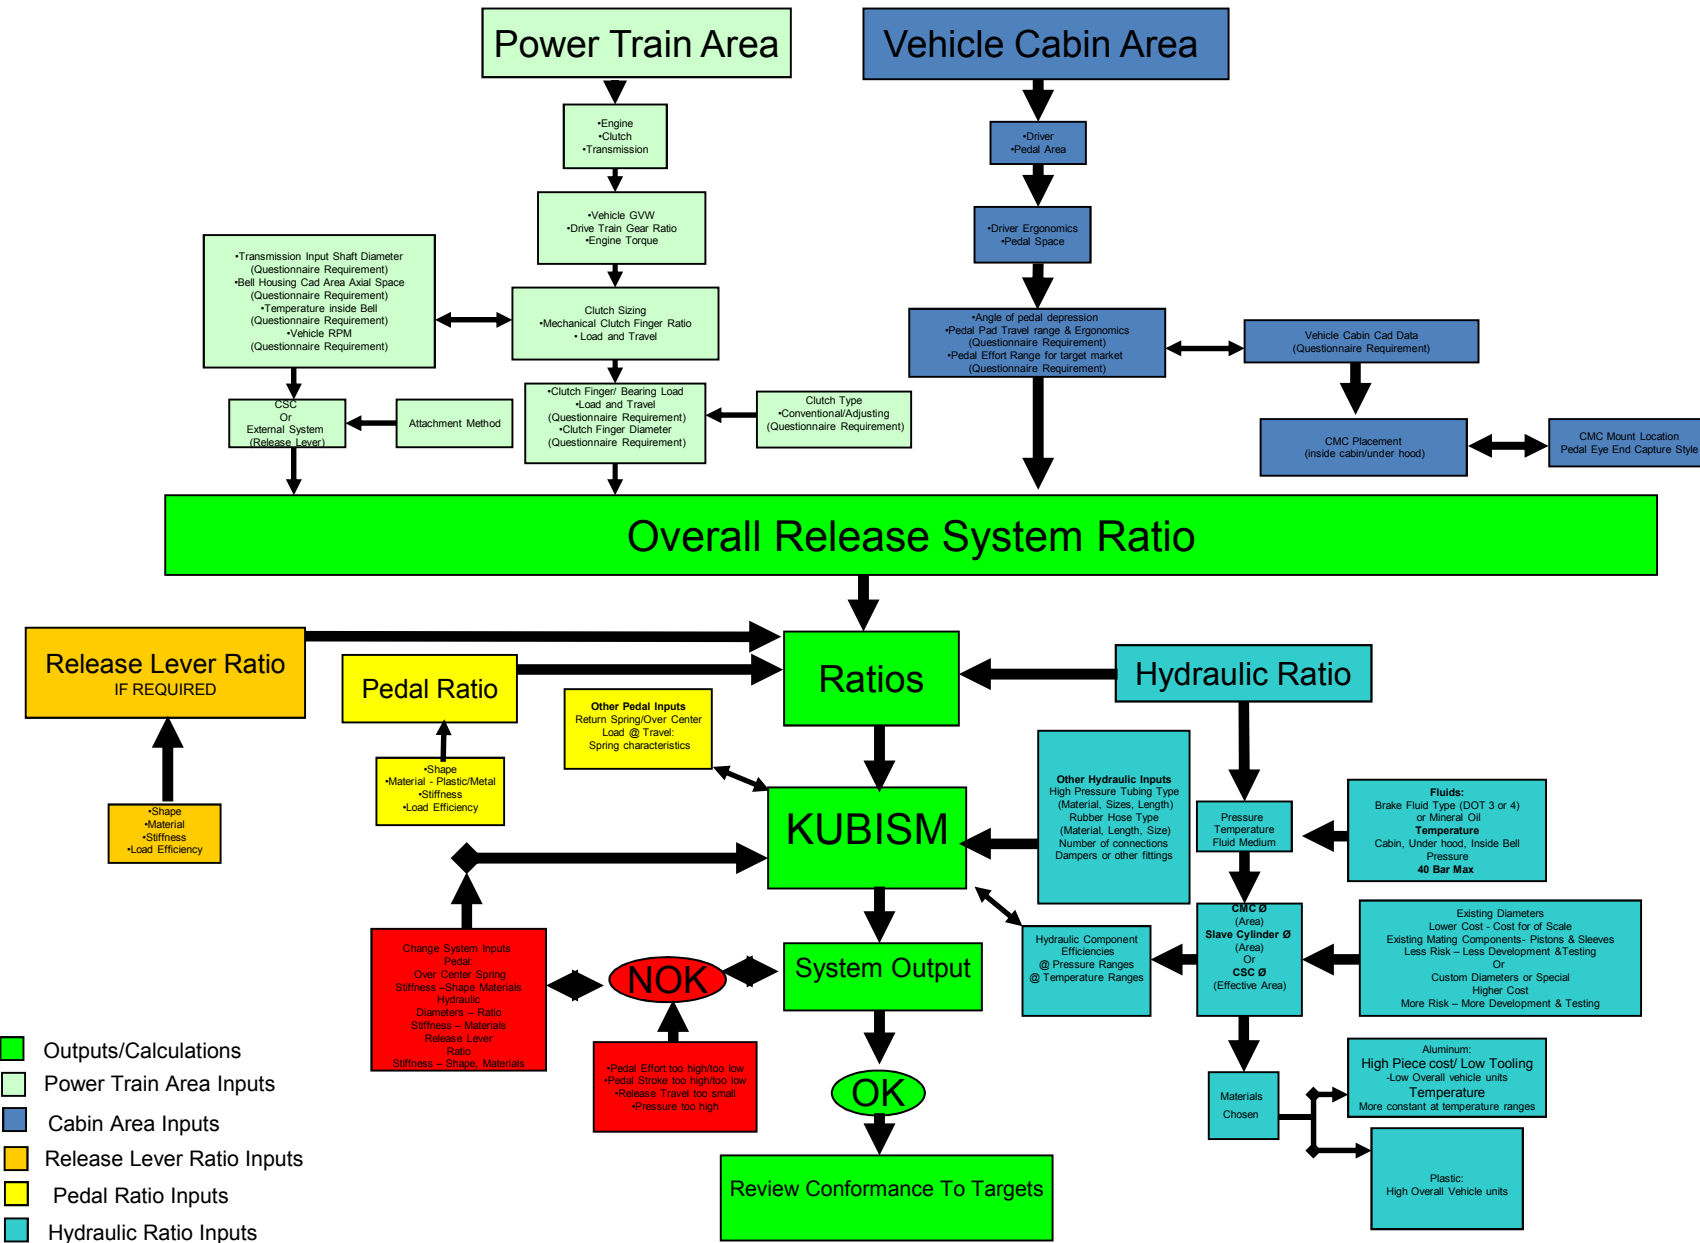 Power Train Area
Vehicle Cabin Area
•Engine
•Clutch
•Transmission
•Driver
•Pedal Area
•Vehicle GVW
•Drive Train Gear Ratio
•Engine Torque
•Driver Ergonomics
•Pedal Space
•Transmission Input Shaft Diameter
(Questionnaire Requirement)
•Bell Housing Cad Area Axial Space
(Questionnaire Requirement)
•Temperature inside Bell
(Questionnaire Requirement)
•Vehicle RPM
(Questionnaire Requirement)
Clutch Sizing
•Mechanical Clutch Finger Ratio
• Load and Travel
•Angle of pedal depression
•Pedal Pad Travel range & Ergonomics
(Questionnaire Requirement)
•Pedal Effort Range for target market
(Questionnaire Requirement)
Vehicle Cabin Cad Data
(Questionnaire Requirement)
CSC
Or
External System
(Release Lever)
Attachment Method
•Clutch Finger/ Bearing Load
•Load and Travel
(Questionnaire Requirement)
•Clutch Finger Diameter
(Questionnaire Requirement)
Clutch Type
•Conventional/Adjusting
(Questionnaire Requirement)
CMC Placement
(inside cabin/under hood)
CMC Mount Location
Pedal Eye End Capture Style
Overall Release System Ratio
Release Lever Ratio
IF REQUIRED
Pedal Ratio
Other Pedal Inputs
Return Spring/Over Center
Load @ Travel:
Spring characteristics
Ratios
Hydraulic Ratio
•Shape
•Material
•Stiffness
•Load Efficiency
•Shape
•Material - Plastic/Metal
•Stiffness
•Load Efficiency
KUBISM
Other Hydraulic Inputs
High Pressure Tubing Type
(Material, Sizes, Length)
Rubber Hose Type
(Material, Length, Size)
Number of connections
Dampers or other fittings
Pressure
Temperature
Fluid Medium
Fluids:
Brake Fluid Type (DOT 3 or 4)
or Mineral Oil
Temperature
Cabin, Under hood, Inside Bell
Pressure
40 Bar Max
Change System Inputs
Pedal:
Over Center Spring
Stiffness –Shape Materials
Hydraulic
Diameters – Ratio
Stiffness – Materials
Release Lever
Ratio
Stiffness – Shape, Materials
NOK
System Output
Hydraulic Component
Efficiencies
@ Pressure Ranges
@ Temperature Ranges
CMC Ø
(Area)
Slave Cylinder Ø
(Area)
Or
CSC Ø
(Effective Area)
Existing Diameters
Lower Cost - Cost for of Scale
Existing Mating Components- Pistons & Sleeves
Less Risk – Less Development &Testing
Or
Custom Diameters or Special
Higher Cost
More Risk – More Development & Testing
•Pedal Effort too high/too low
•Pedal Stroke too high/too low
•Release Travel too small
•Pressure too high
OK
Materials
Chosen
Aluminum:
High Piece cost/ Low Tooling
-Low Overall vehicle units
Temperature
More constant at temperature ranges
Plastic:
High Overall Vehicle units
Review Conformance To Targets
Outputs/Calculations
Power Train Area Inputs
Cabin Area Inputs
Release Lever Ratio Inputs
Pedal Ratio Inputs
Hydraulic Ratio Inputs